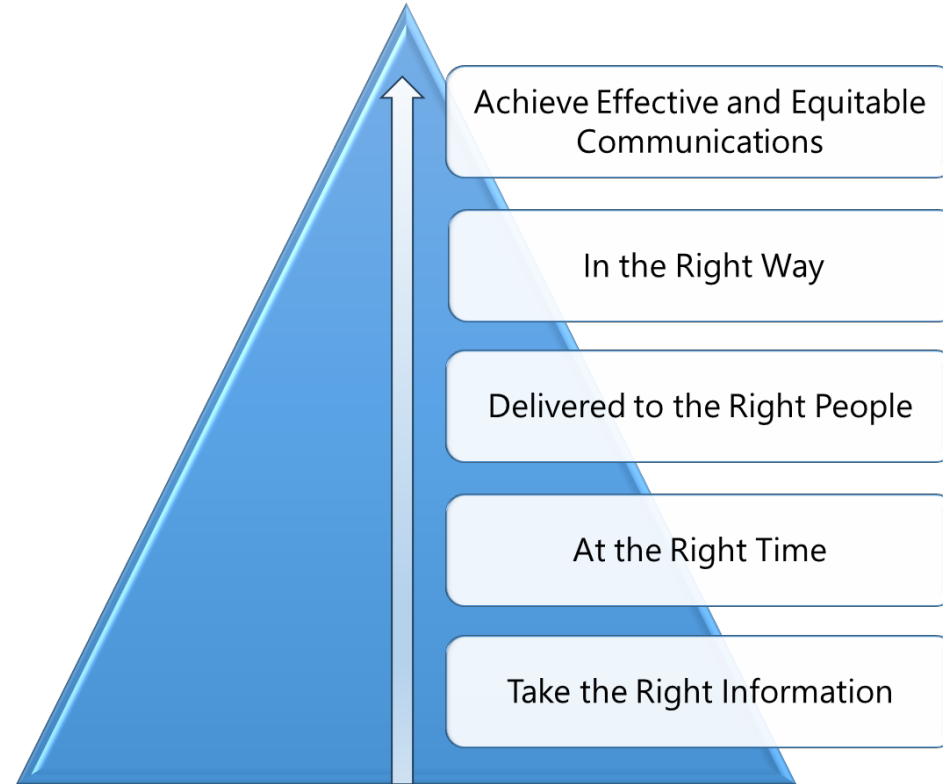 Achieve Effective and Equitable
Communications
In the Right Way
Delivered to the Right People
At the Right Time
Take the Right Information